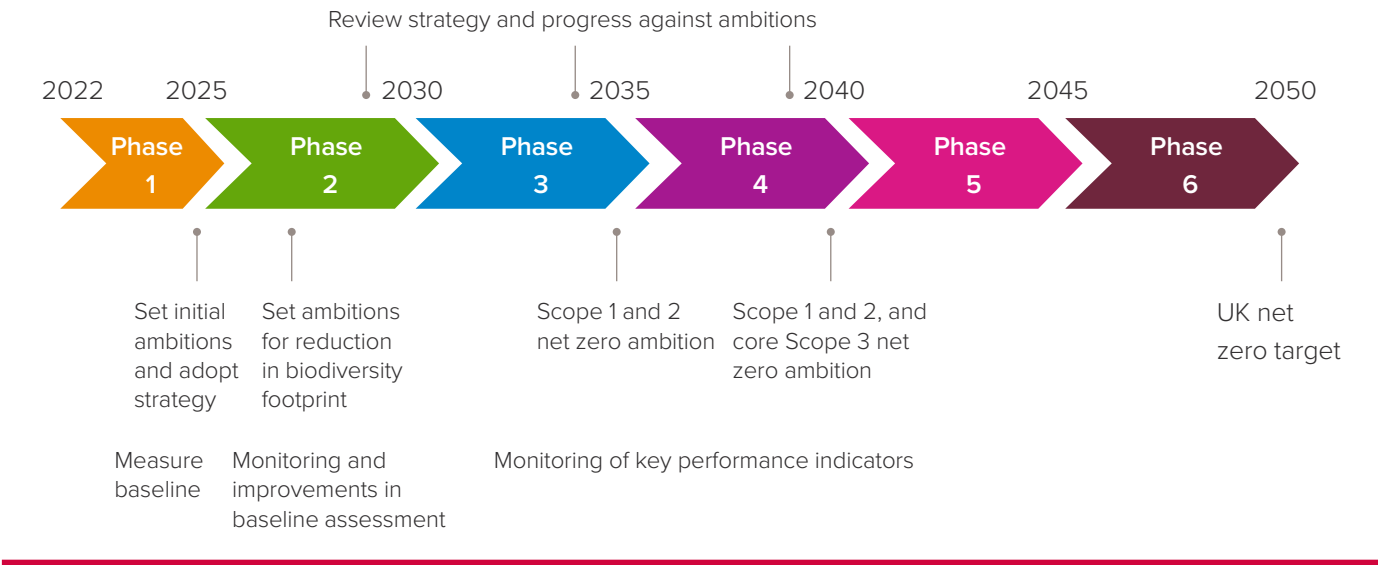 Review strategy and progress against ambitions
2022 2025 2030 2035 2040 2045 2050
Phase
1
Phase
2
Phase
3
Phase
4
Phase
5
Phase
6
Set initial
ambitions
and adopt
strategy
Set ambitions
for reduction
in biodiversity
footprint
Scope 1 and 2
net zero ambition
Scope 1 and 2, and
core Scope 3 net
zero ambition
UK net
zero target
Measure
baseline
Monitoring and
improvements in
baseline assessment
Monitoring of key performance indicators